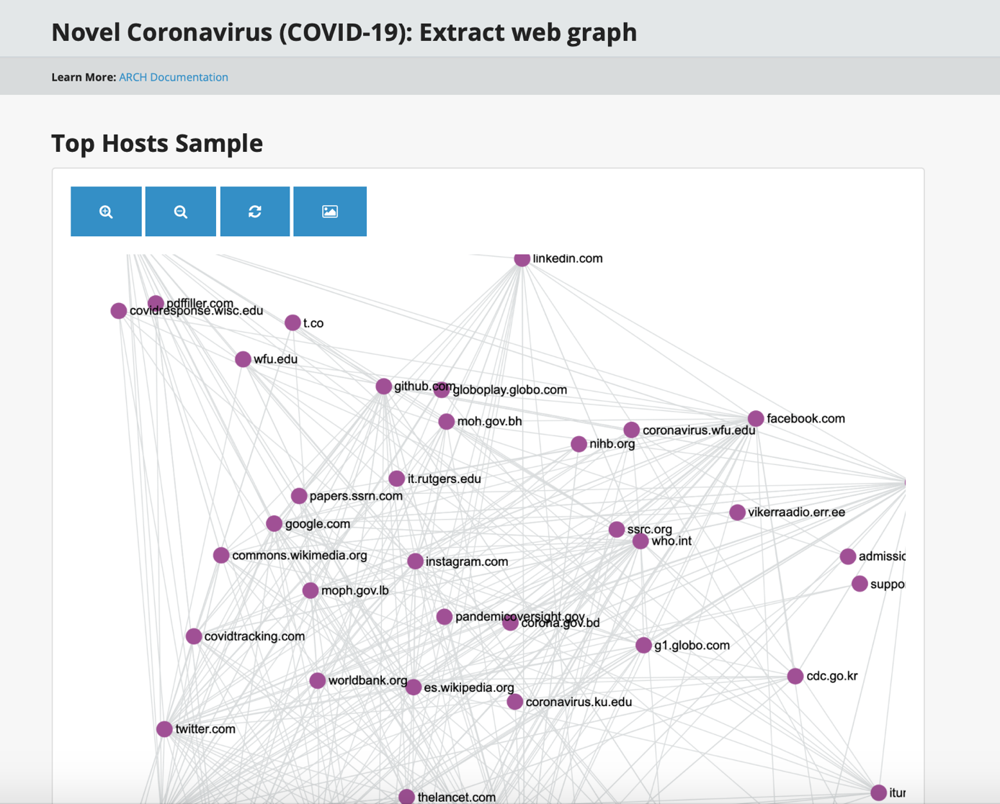 Novel Coronavirus (COVID-19): Extract web graph
Learn More: ARCH Documentation
Top Hosts Sample
linkedin.com
pdffiller.com
covidresponse.wisc.edu
t.co
wfu.edu
github.com
globoplay.globo.com
facebook.com
moh.gov.bh
coronavirus.wfu.edu
nihb.org
it.rutgers.edu
papers.ssrn.com
vikerraadio.err.ee
google.com
ssrc.org
who.int
commons.wikimedia.org
admissic
instagram.com
suppo
moph.gov.lb
pandemicoversight.gov
corona.gov.bd
covidtracking.com
g1.globo.com
cdc.go.kr
worldbank.org
es.wikipedia.org
coronavirus.ku.edu
twitter.com
itur
thelancet.com